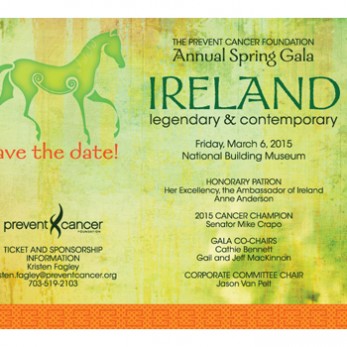 THE PREVENT CANCER FOUNDATION
Annual Spring Gala
IRELAND
legendary & contemporary
Friday, March 6, 2015
National Building Museum
HONORARY PATRON
Her Excellency, the Ambassador of Ireland
Anne Anderson
2015 CANCER CHAMPION
Senator Mike Crapo
GALA CO-CHAIRS
Cathie Bennett
Gail and Jeff MacKinnon
CORPORATE COMMITTEE CHAIR
Jason Van Pelt
ave the date!
prevent cancer
TICKET AND SPONSORSHIP
INFORMATION
Kristen Fagley
sten.fagley@preventcancer.org
703-519-2103